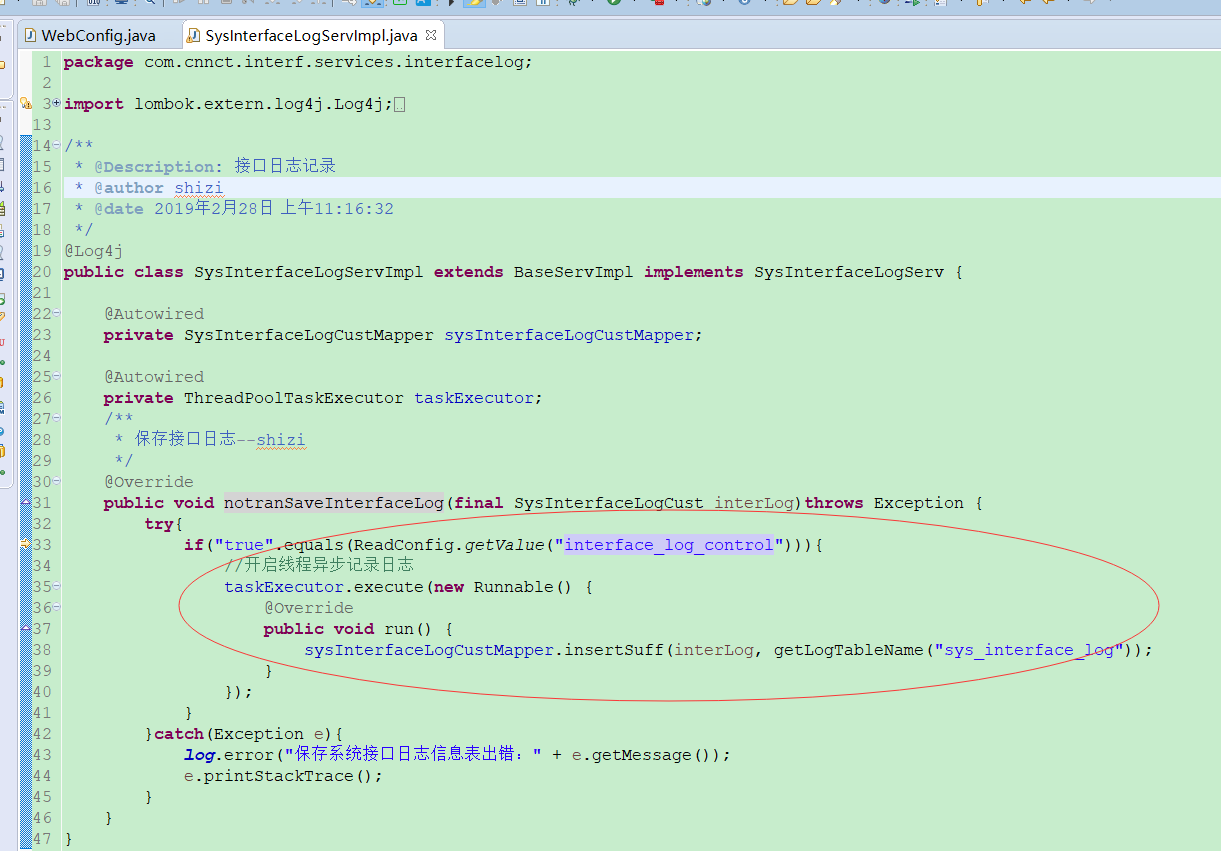 WebConfig.java
SysInterfaceLogServImpl.java
1 package com.cnnct.interf.services.interfacelog;
2
3 import lombok.extern.log4j.Log4j;
13
14 /**
15 * @Description: 接口日志记录
16 * @author shizi
17 * @date 2019年2月28日 上午11:16:32
18 */
19 @Log4j
20 public class SysInterfaceLogServImpl extends BaseServImpl implements SysInterfaceLogServ {
21
22 @Autowired
23 private SysInterfaceLogCustMapper sysInterfaceLogCustMapper;
24
25 @Autowired
26 private ThreadPoolTaskExecutor taskExecutor;
27 /**
28 * 保存接口日志--shizi
29 */
30 @Override
31 public void notranSaveInterfaceLog(final SysInterfaceLogCust interLog)throws Exception {
32 try{
33 if("true".equals(ReadConfig.getValue("interface_log_control"))){
34 //开启线程异步记录日志
35 taskExecutor.execute(new Runnable() {
36 @Override
37 public void run() {
38 sysInterfaceLogCustMapper.insertSuff(interLog, getLogTableName("sys_interface_log"));
39 }
40 });
41 }
42 }catch(Exception e){
43 log.error("保存系统接口日志信息表出错：" + e.getMessage());
44 e.printStackTrace();
45 }
46 }
47 }